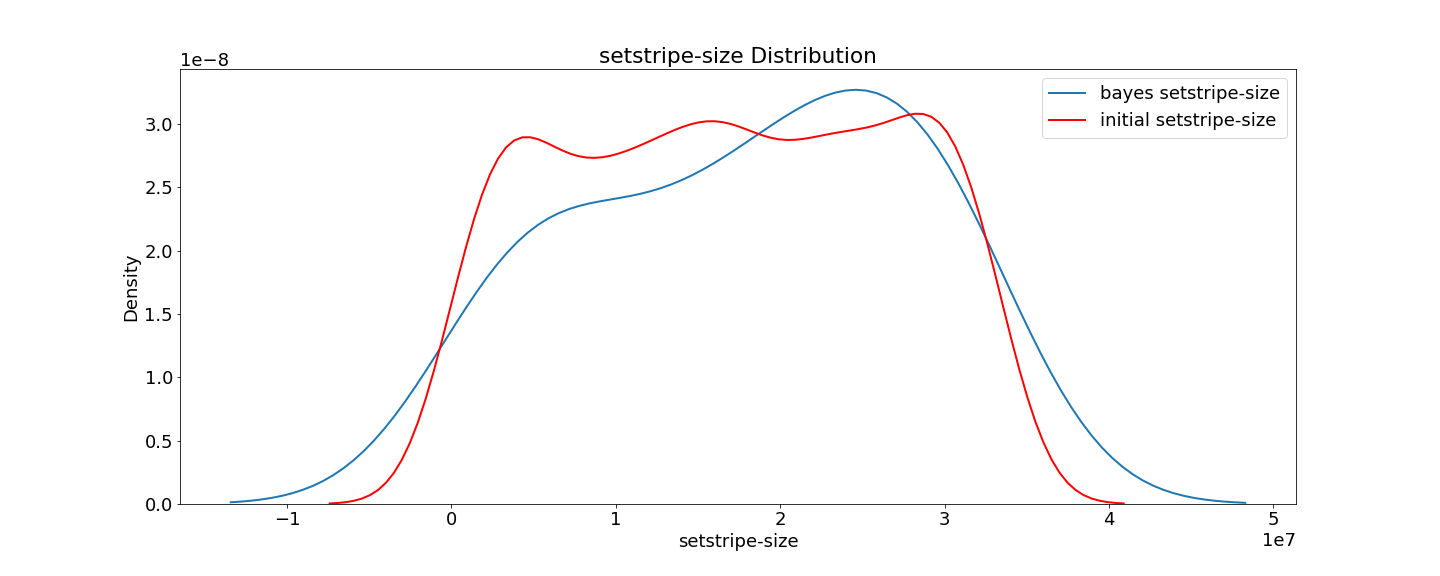 setstripe-size Distribution
1e−8
bayes setstripe-size
initial setstripe-size
3.0
2.5
2.0
1.5
1.0
0.5
0.0
Density
−1
0
1
2
3
4
5
setstripe-size
1e7